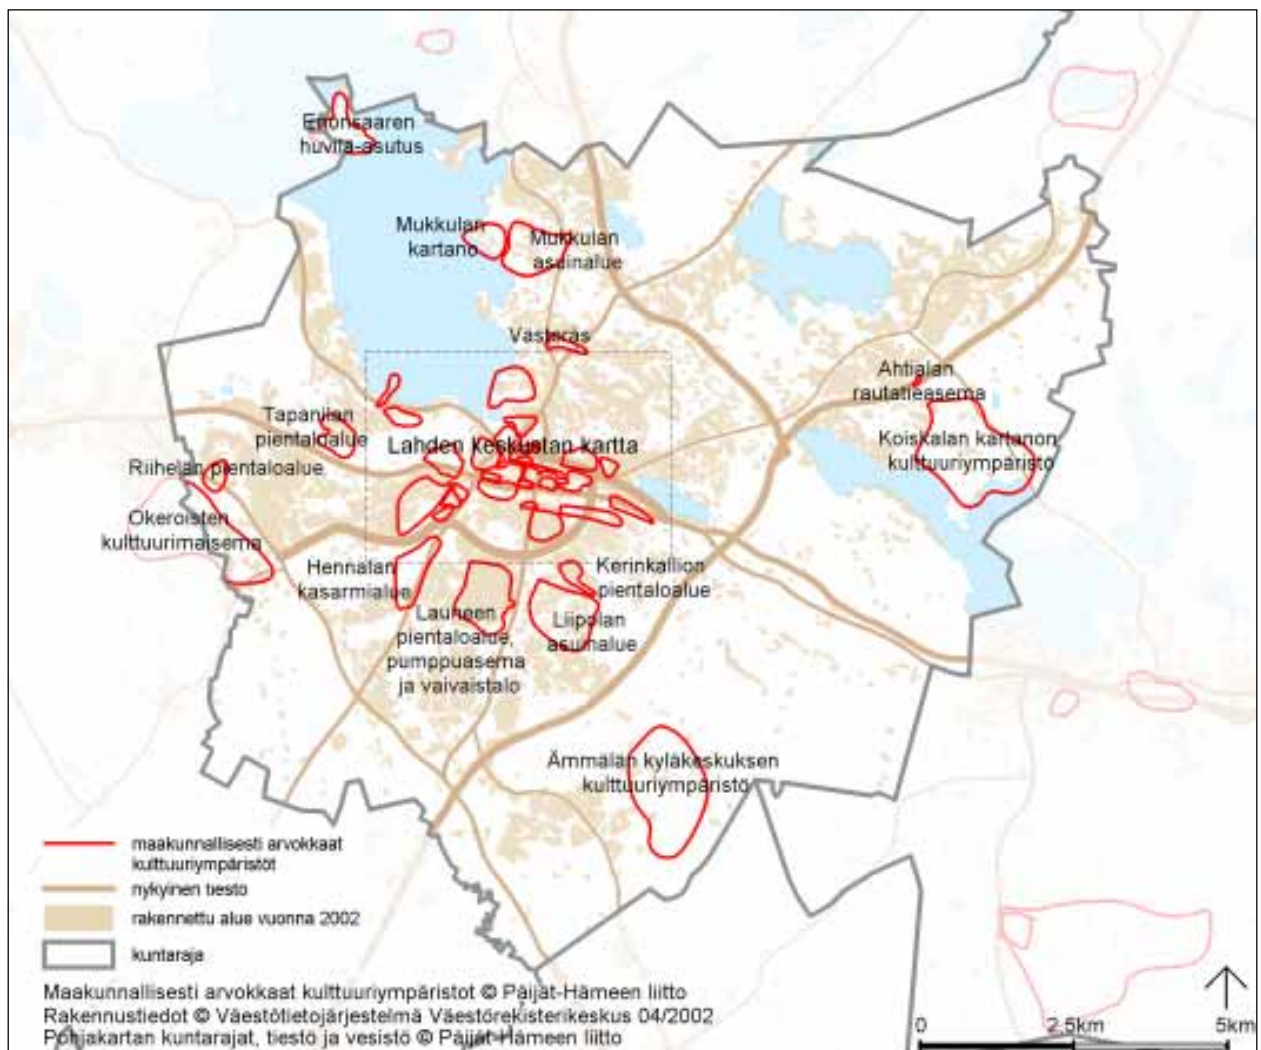 Enonsaaren
huvila-asutus
Mukkulan
kartano
Mukkulan
asuinalue
Västerås
Ahtialan
rautatieasema
Tapanilan
pientaloalue
Lahden keskustan kartta
Koiskalan kartanon
kulttuuriympäristö
Riihelän pientaloalue
Okeroisten
kulttuurimaisema
Hennalan
kasarmialue
Kerinkallion
pientaloalue
Launeen
pientaloalue,
pumppuasema
ja vaivaistalo
Liipolan
asuinalue
Ämmälän kyläkeskuksen
kulttuuriympäristö
maakunnallisesti arvokkaat
kulttuuriympäristöt
nykyinen tiestö
rakennettu alue vuonna 2002
kuntaraja
Maakunnallisesti arvokkaat kulttuuriympäristöt © Päijät-Hämeen liitto
Rakennustiedot © Väestötietojärjestelmä Väestörekisterikeskus 04/2002
Pohjakartan kuntarajat, tiestö ja vesistö © Päijät-Hämeen liitto
0 2,5km 5km